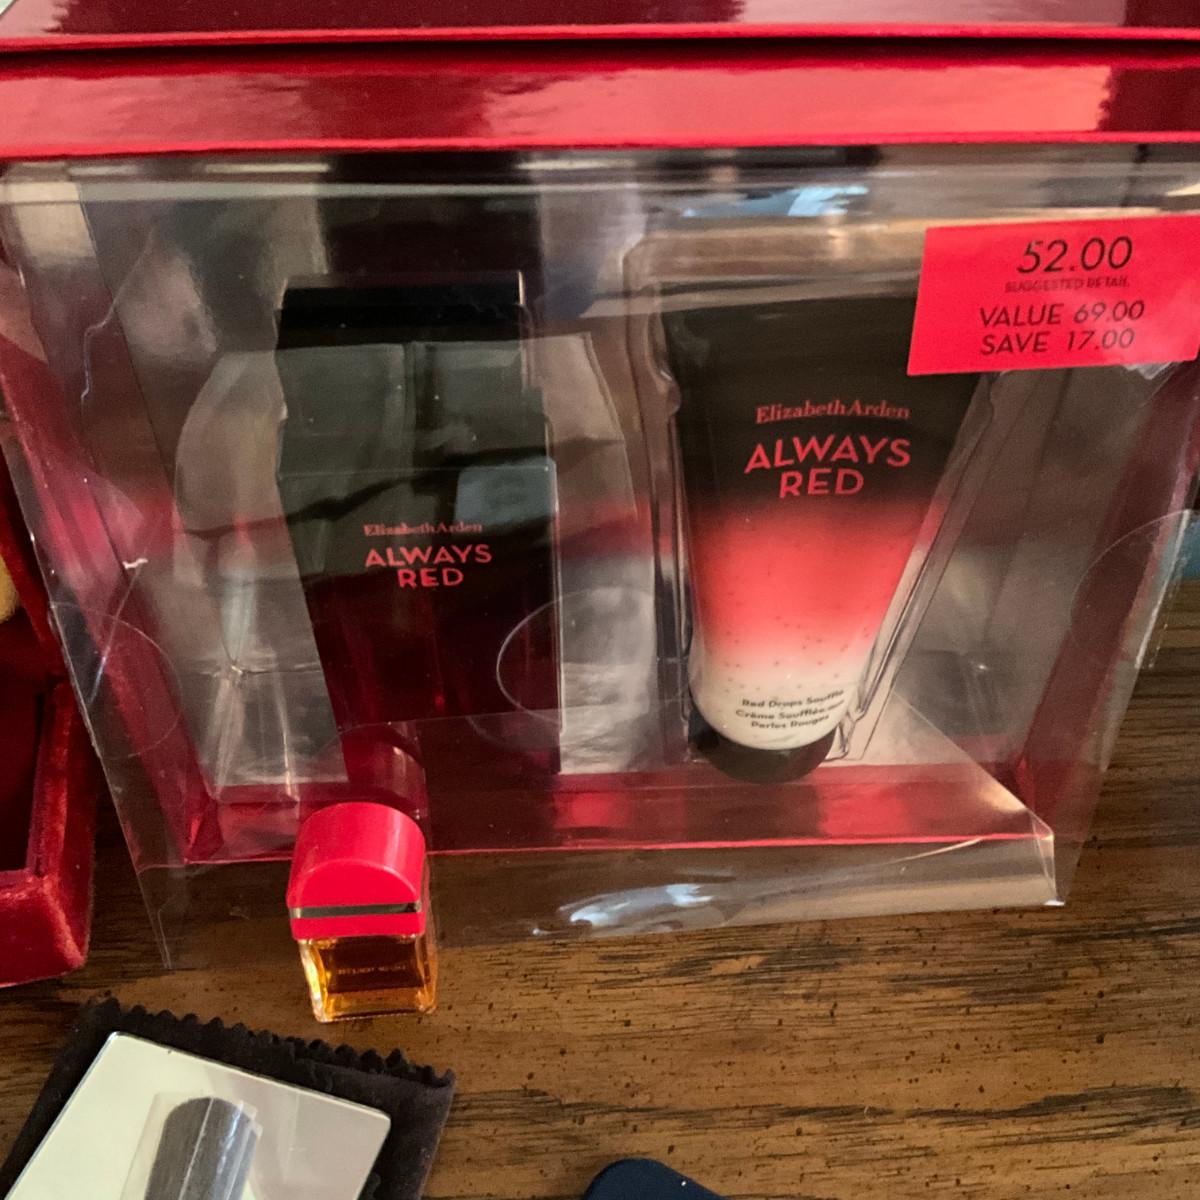 52.00
SUGGESTED RETAIL
VALUE 69.00
SAVE 17.00
Elizabeth Arden
ALWAYS
RED
Elizabeth Arden
ALWAYS
RED
Red Drops Soufflé
Crème Soufflée aux
Perles Rouges